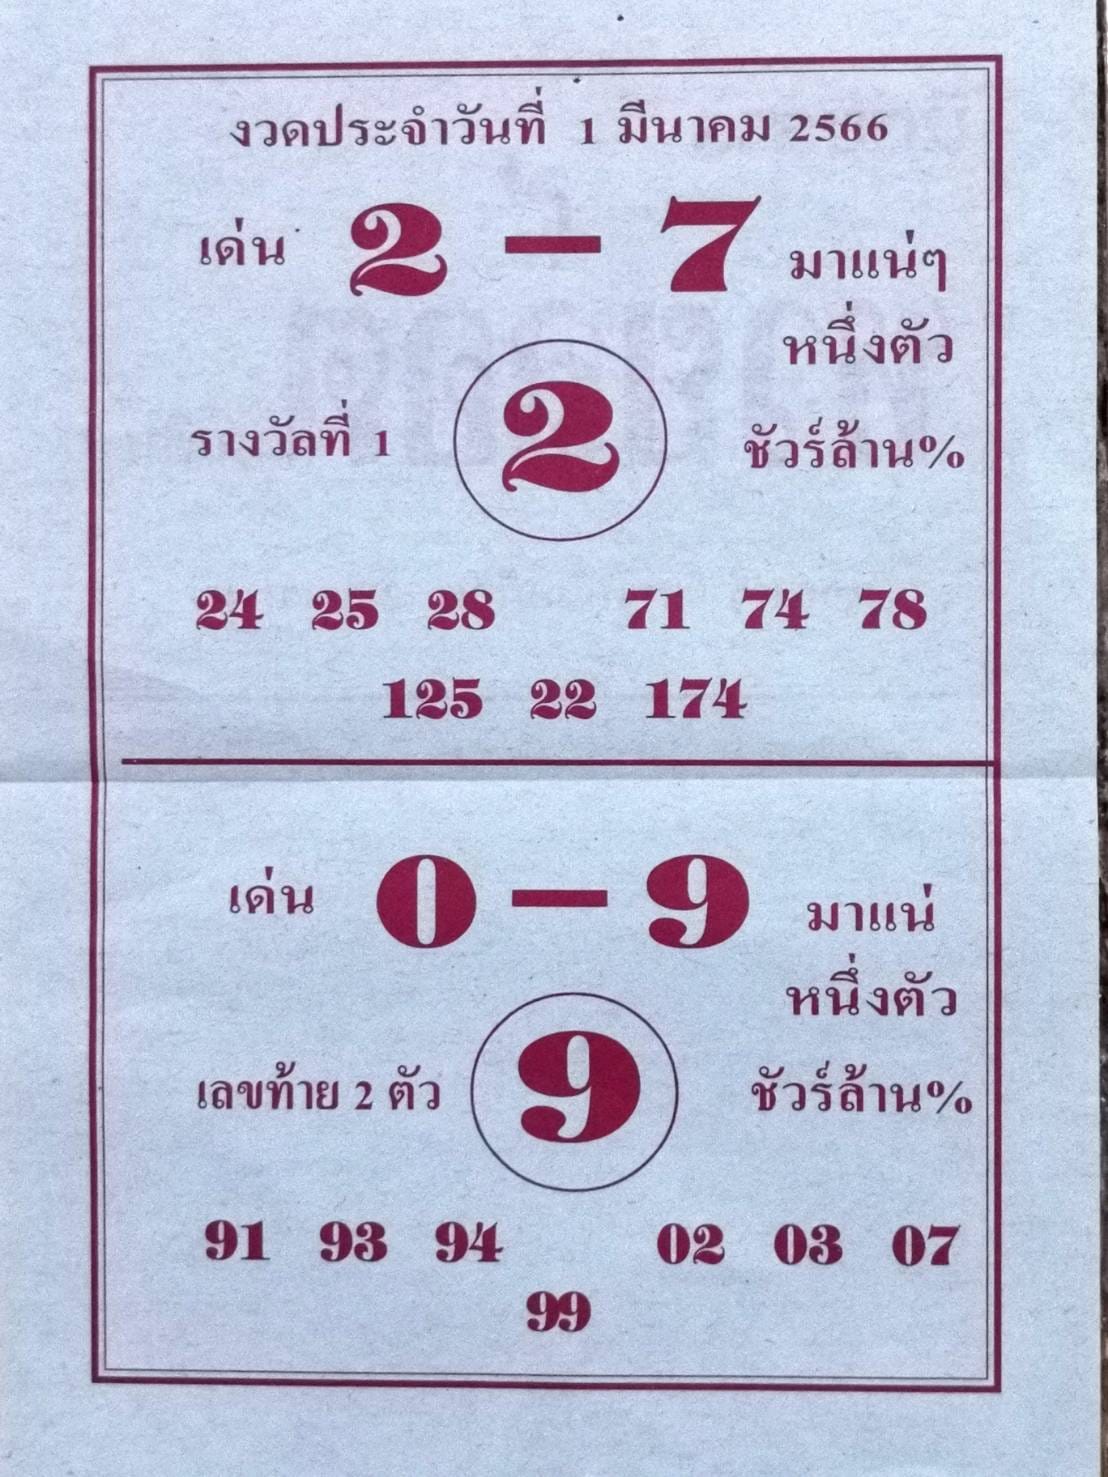 งวดประจำวันที่ 1 มีนาคม 2566
เด่น 2 – 7 มาแน่ๆ
หนึ่งตัว
รางวัลที่ 1 2 ชัวร์ล้าน%
24 25 28 71 74 78
125 22 174
เด่น 0 – 9 มาแน่
หนึ่งตัว
เลขท้าย 2 ตัว 9 ชัวร์ล้าน%
91 93 94 02 03 07
99